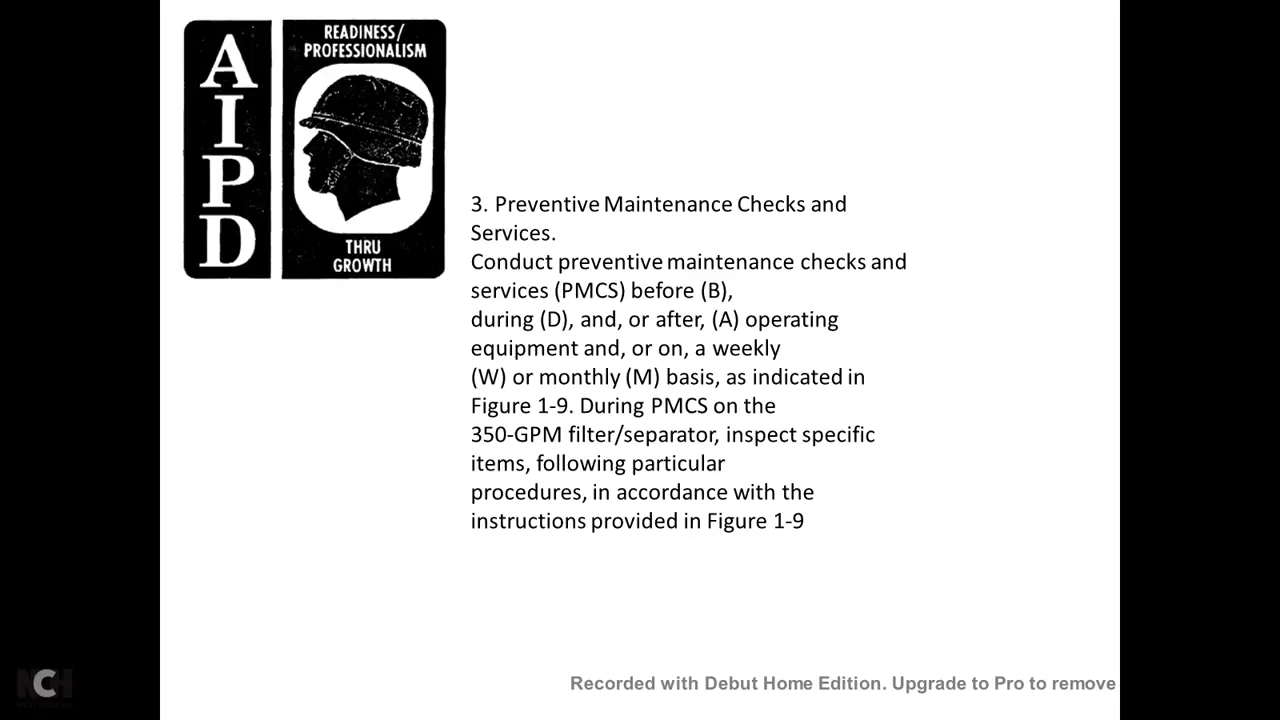 A
I
P
D
READINESS/
PROFESSIONALISM
THRU
GROWTH
3. Preventive Maintenance Checks and
Services.
Conduct preventive maintenance checks and
services (PMCS) before (B),
during (D), and, or after, (A) operating
equipment and, or on, a weekly
(W) or monthly (M) basis, as indicated in
Figure 1-9. During PMCS on the
350-GPM filter/separator, inspect specific
items, following particular
procedures, in accordance with the
instructions provided in Figure 1-9
NCH
Recorded with Debut Home Edition. Upgrade to Pro to remove